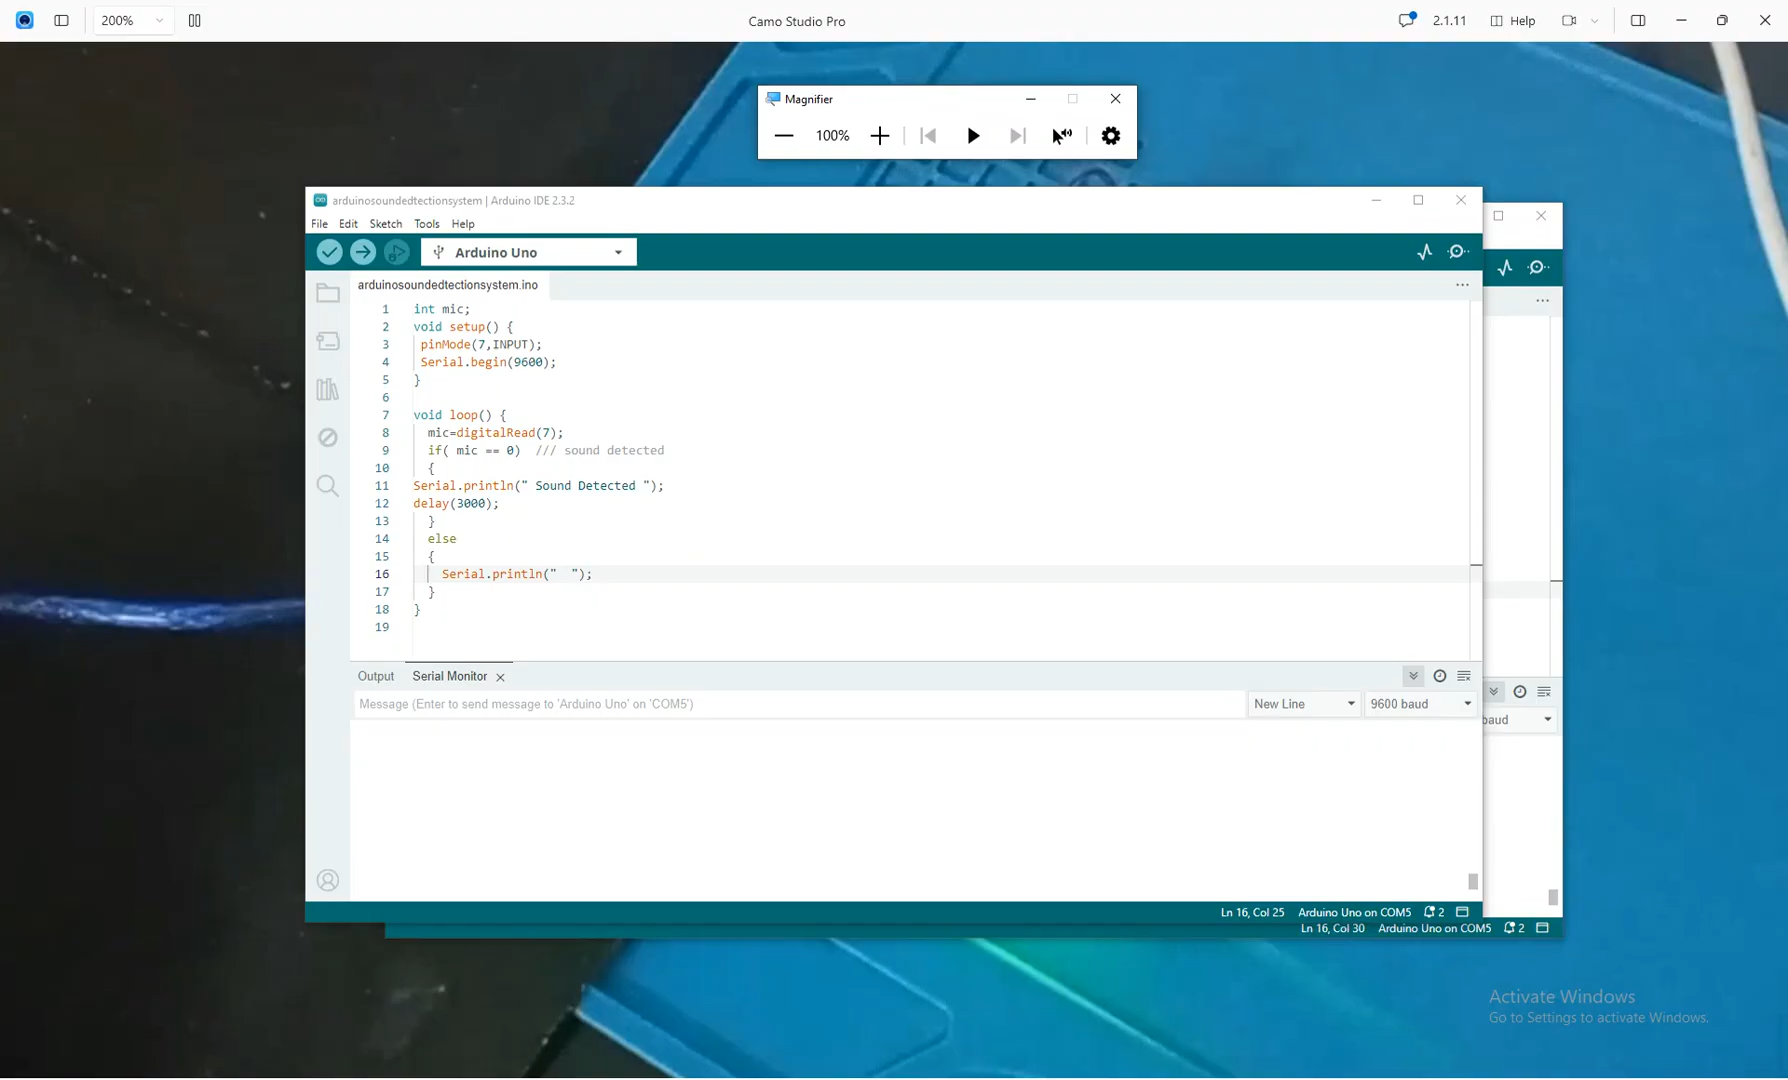 200%
Camo Studio Pro
2.1.11
Help
Magnifier
100%
arduinosoundedtectionsystem | Arduino IDE 2.3.2
File Edit Sketch Tools Help
Arduino Uno
arduinosoundedtectionsystem.ino
1 int mic;
2 void setup() {
3 pinMode(7,INPUT);
4 Serial.begin(9600);
5 }
6
7 void loop() {
8 mic=digitalRead(7);
9 if( mic == 0) /// sound detected
10 {
11 Serial.println(" Sound Detected ");
12 delay(3000);
13 }
14 else
15 {
16 Serial.println("  ");
17 }
18 }
19
Output Serial Monitor
Message (Enter to send message to 'Arduino Uno' on 'COM5')
New Line
9600 baud
baud
Ln 16, Col 25 Arduino Uno on COM5 2
Ln 16, Col 30 Arduino Uno on COM5 2
Activate Windows
Go to Settings to activate Windows.